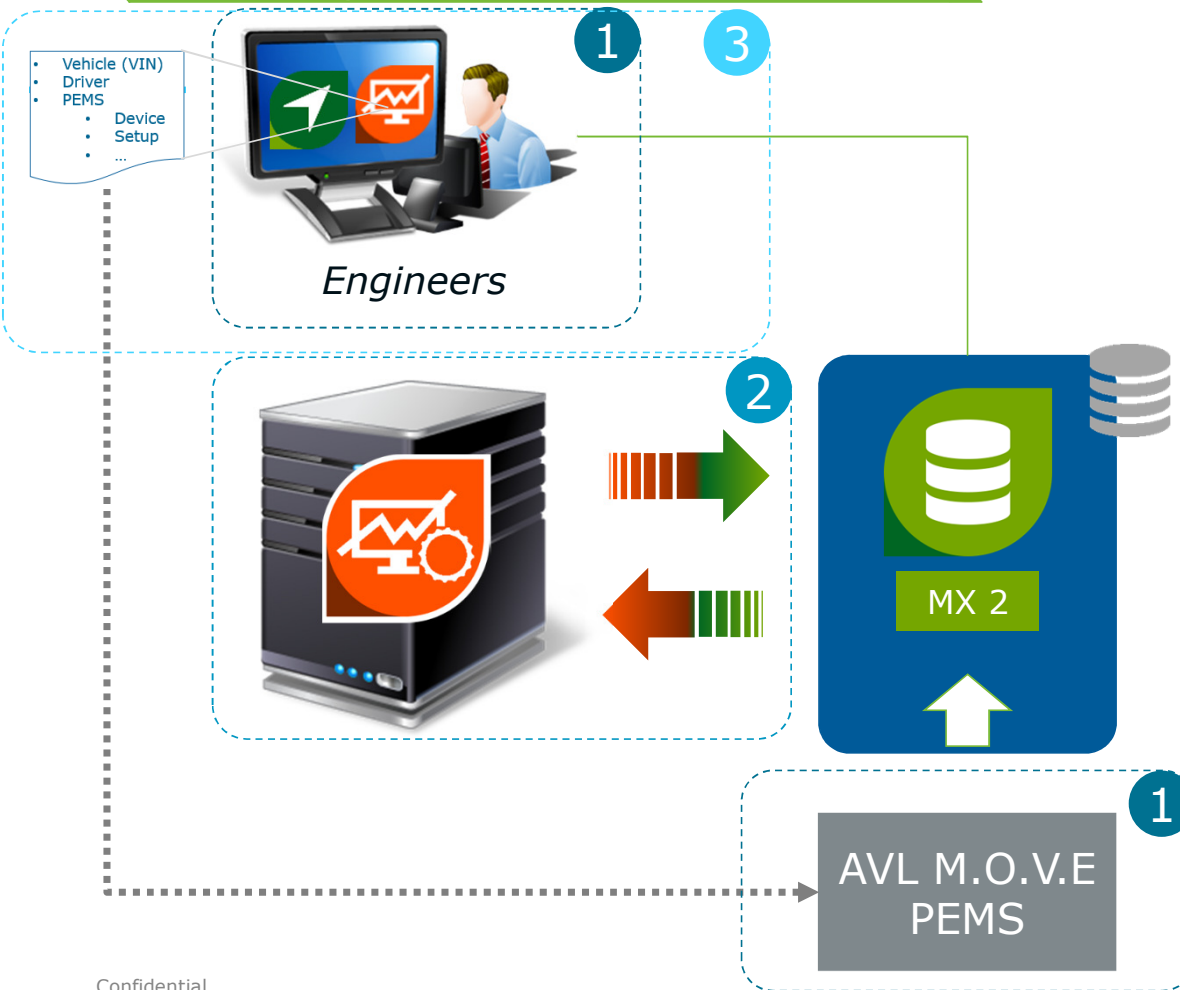 1
3
• Vehicle (VIN)
• Driver
• PEMS
• Device
• Setup
• ...
Engineers
2
MX 2
1
AVL M.O.V.E
PEMS
Confidential